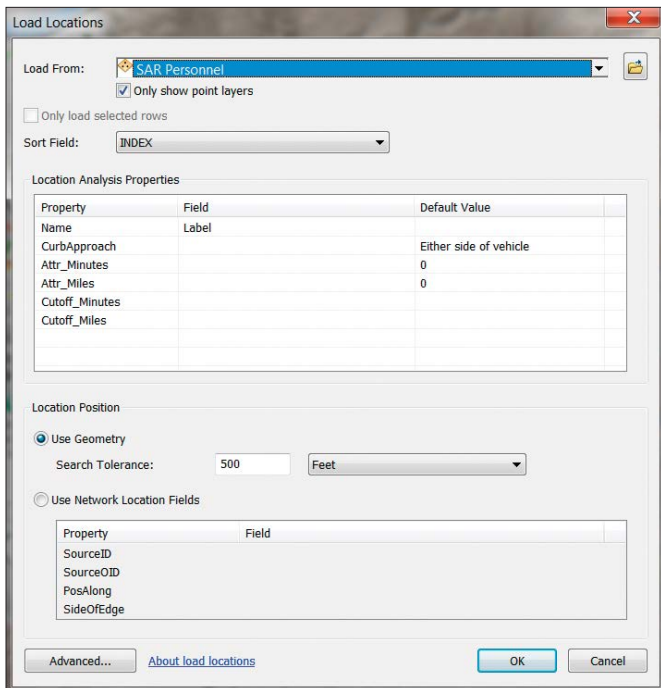 Load Locations
Load From: SAR Personnel
Only show point layers
Only load selected rows
Sort Field: INDEX
Location Analysis Properties
Property Field Default Value
Name Label
CurbApproach Either side of vehicle
Attr_Minutes 0
Attr_Miles 0
Cutoff_Minutes
Cutoff_Miles
Location Position
Use Geometry
Search Tolerance: 500 Feet
Use Network Location Fields
Property Field
SourceID
SourceOID
PosAlong
SideOfEdge
Advanced... About load locations OK Cancel